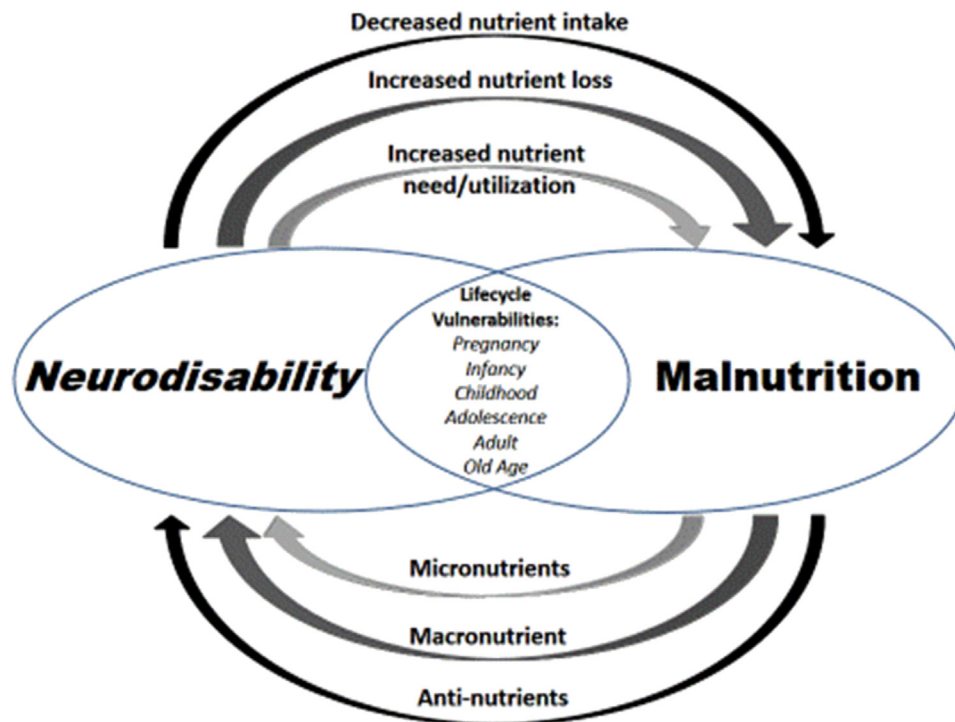 Decreased nutrient intake
Increased nutrient loss
Increased nutrient
need/utilization
Lifecycle
Vulnerabilities:
Pregnancy
Infancy
Childhood
Adolescence
Adult
Old Age
Neurodisability
Malnutrition
Micronutrients
Macronutrient
Anti-nutrients